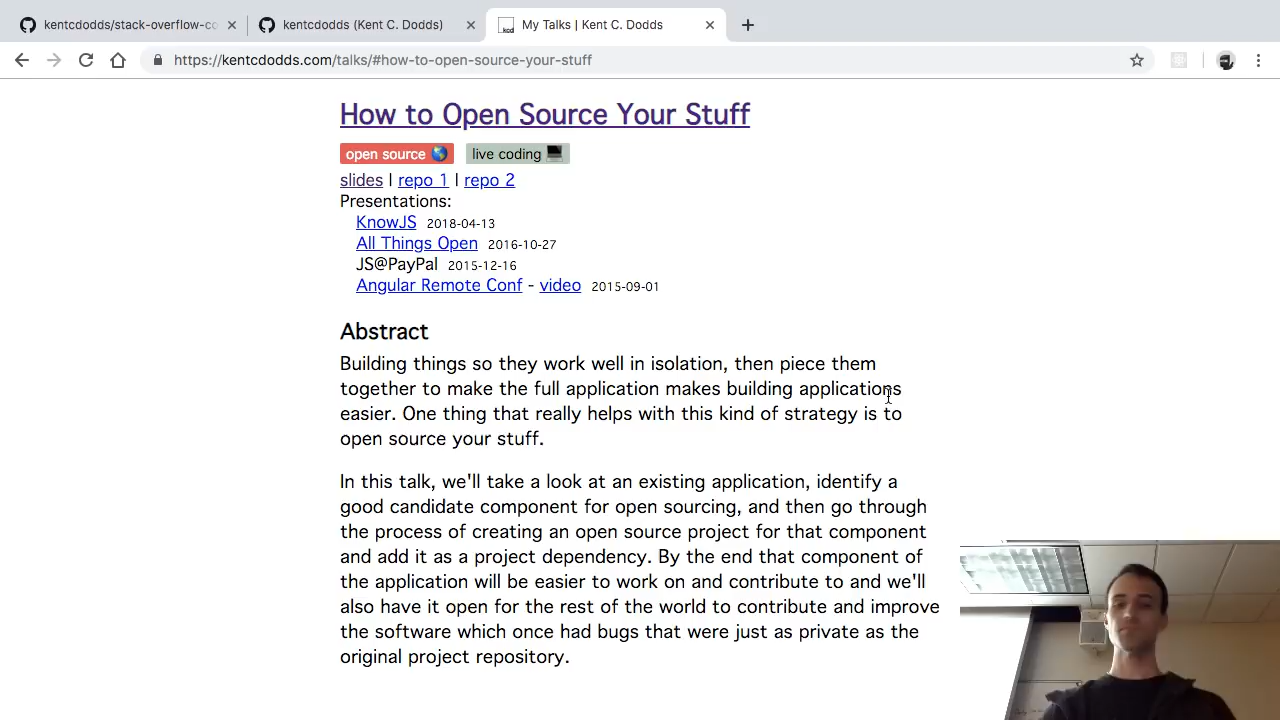 kentcdodds/stack-overflow-co
kentcdodds (Kent C. Dodds)
My Talks | Kent C. Dodds
https://kentcdodds.com/talks/#how-to-open-source-your-stuff
How to Open Source Your Stuff
open source 🌎 live coding 💻
slides | repo 1 | repo 2
Presentations:
KnowJS 2018-04-13
All Things Open 2016-10-27
JS@PayPal 2015-12-16
Angular Remote Conf - video 2015-09-01
Abstract
Building things so they work well in isolation, then piece them
together to make the full application makes building applications
easier. One thing that really helps with this kind of strategy is to
open source your stuff.
In this talk, we'll take a look at an existing application, identify a
good candidate component for open sourcing, and then go through
the process of creating an open source project for that component
and add it as a project dependency. By the end that component of
the application will be easier to work on and contribute to and we'll
also have it open for the rest of the world to contribute and improve
the software which once had bugs that were just as private as the
original project repository.